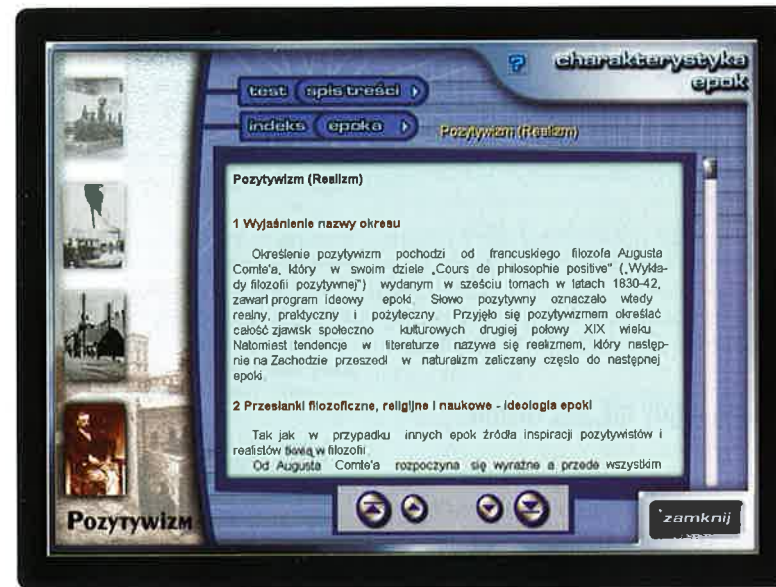 ?
charakterystyka
epok
test spis treści
indeks epoka
Pozytywizm (Realizm)
Pozytywizm (Realizm)
1 Wyjaśnienie nazwy okresu
Określenie pozytywizm pochodzi od francuskiego filozofa Augusta
Comte'a, który w swoim dziele „Cours de philosophie positive" („Wykła-
dy filozofii pozytywnej") wydanym w sześciu tomach w latach 1830-42,
zawarł program ideowy epoki. Słowo pozytywny oznaczało wtedy
realny, praktyczny i pożyteczny. Przyjęło się pozytywizmem określać
całość zjawisk społeczno kulturowych drugiej połowy XIX wieku.
Natomiast tendencje w literaturze nazywa się realizmem, który następ-
nie na Zachodzie przeszedł w naturalizm zaliczany często do następnej
epoki.
2 Przesłanki filozoficzne, religijne i naukowe - ideologia epoki
Tak jak w przypadku innych epok źródła inspiracji pozytywistów i
realistów tkwią w filozofii.
Od Augusta Comte'a rozpoczyna się wyraźne a przede wszystkim
Pozytywizm
zamknij